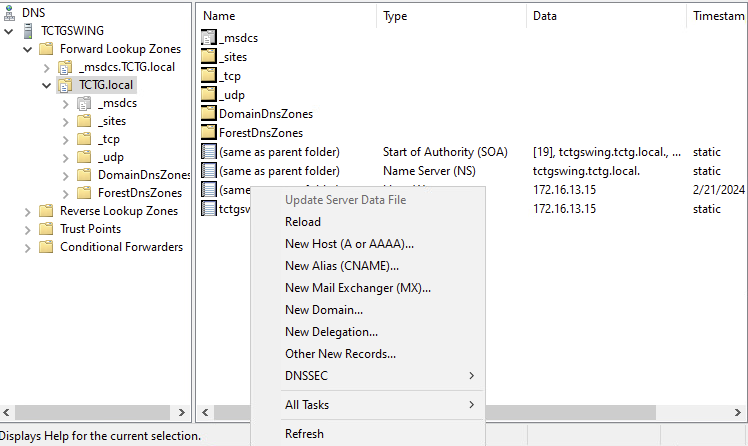 DNS
TCTGSWING
Forward Lookup Zones
_msdcs.TCTG.local
TCTG.local
_msdcs
_sites
_tcp
_udp
DomainDnsZones
ForestDnsZones
Reverse Lookup Zones
Trust Points
Conditional Forwarders
Name Type Data Timestam
_msdcs
_sites
_tcp
_udp
DomainDnsZones
ForestDnsZones
(same as parent folder) Start of Authority (SOA) [19], tctgswing.tctg.local., ... static
(same as parent folder) Name Server (NS) tctgswing.tctg.local. static
(same 172.16.13.15 2/21/2024
tctgs 172.16.13.15 static
Update Server Data File
Reload
New Host (A or AAAA)...
New Alias (CNAME)...
New Mail Exchanger (MX)...
New Domain...
New Delegation...
Other New Records...
DNSSEC
All Tasks
Refresh
Displays Help for the current selection.